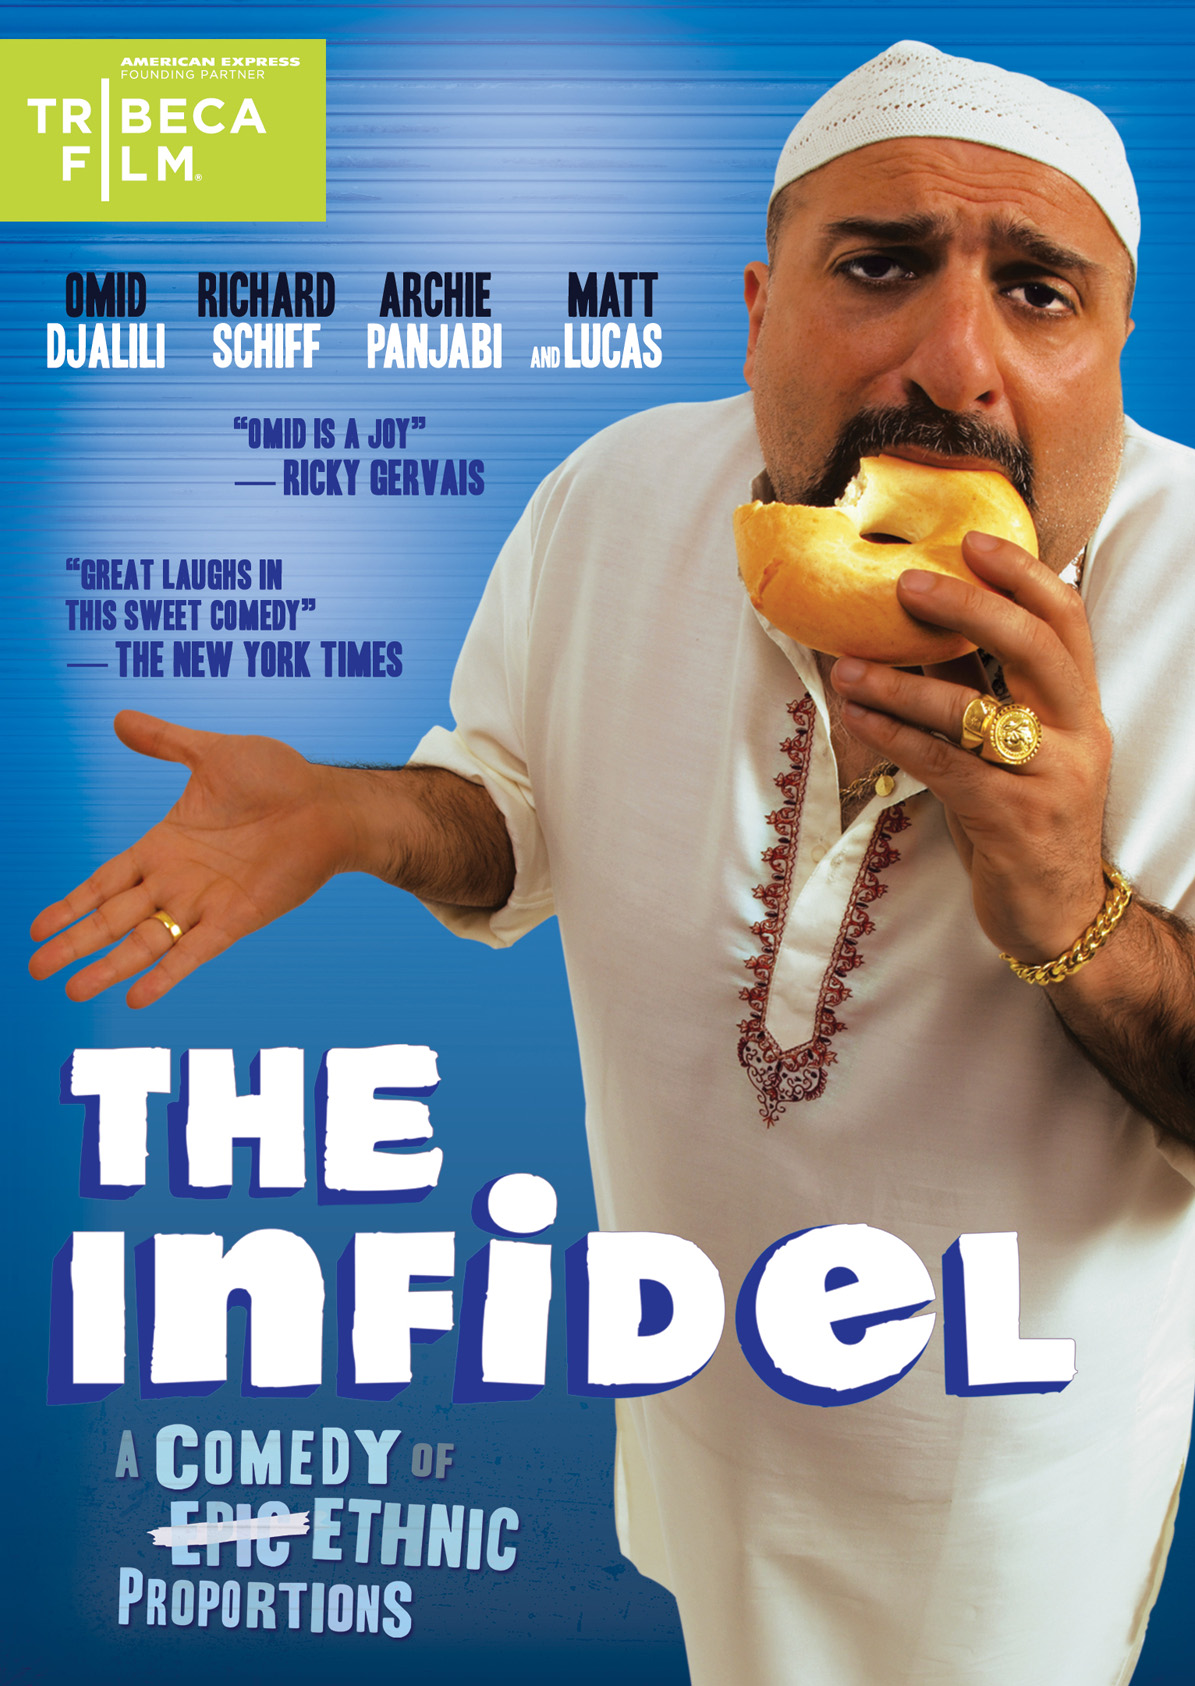 AMERICAN EXPRESS
FOUNDING PARTNER
TRIBECA
FILM®
OMID DJALILI
RICHARD SCHIFF
ARCHIE PANJABI
AND MATT LUCAS
“OMID IS A JOY”
— RICKY GERVAIS
“GREAT LAUGHS IN
THIS SWEET COMEDY”
— THE NEW YORK TIMES
THE
INFIDEL
A COMEDY OF
EPIC ETHNIC
PROPORTIONS